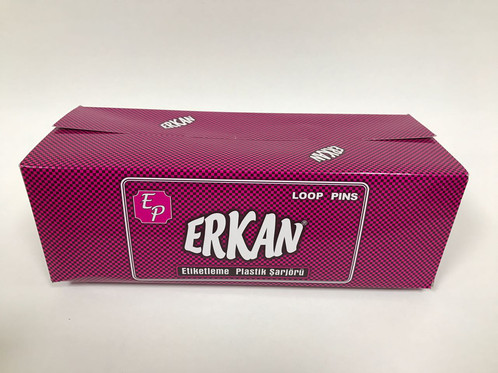 ERKAN
ERKAN
LOOP PINS
EP
ERKAN®
Etiketleme Plastik Şarjörü